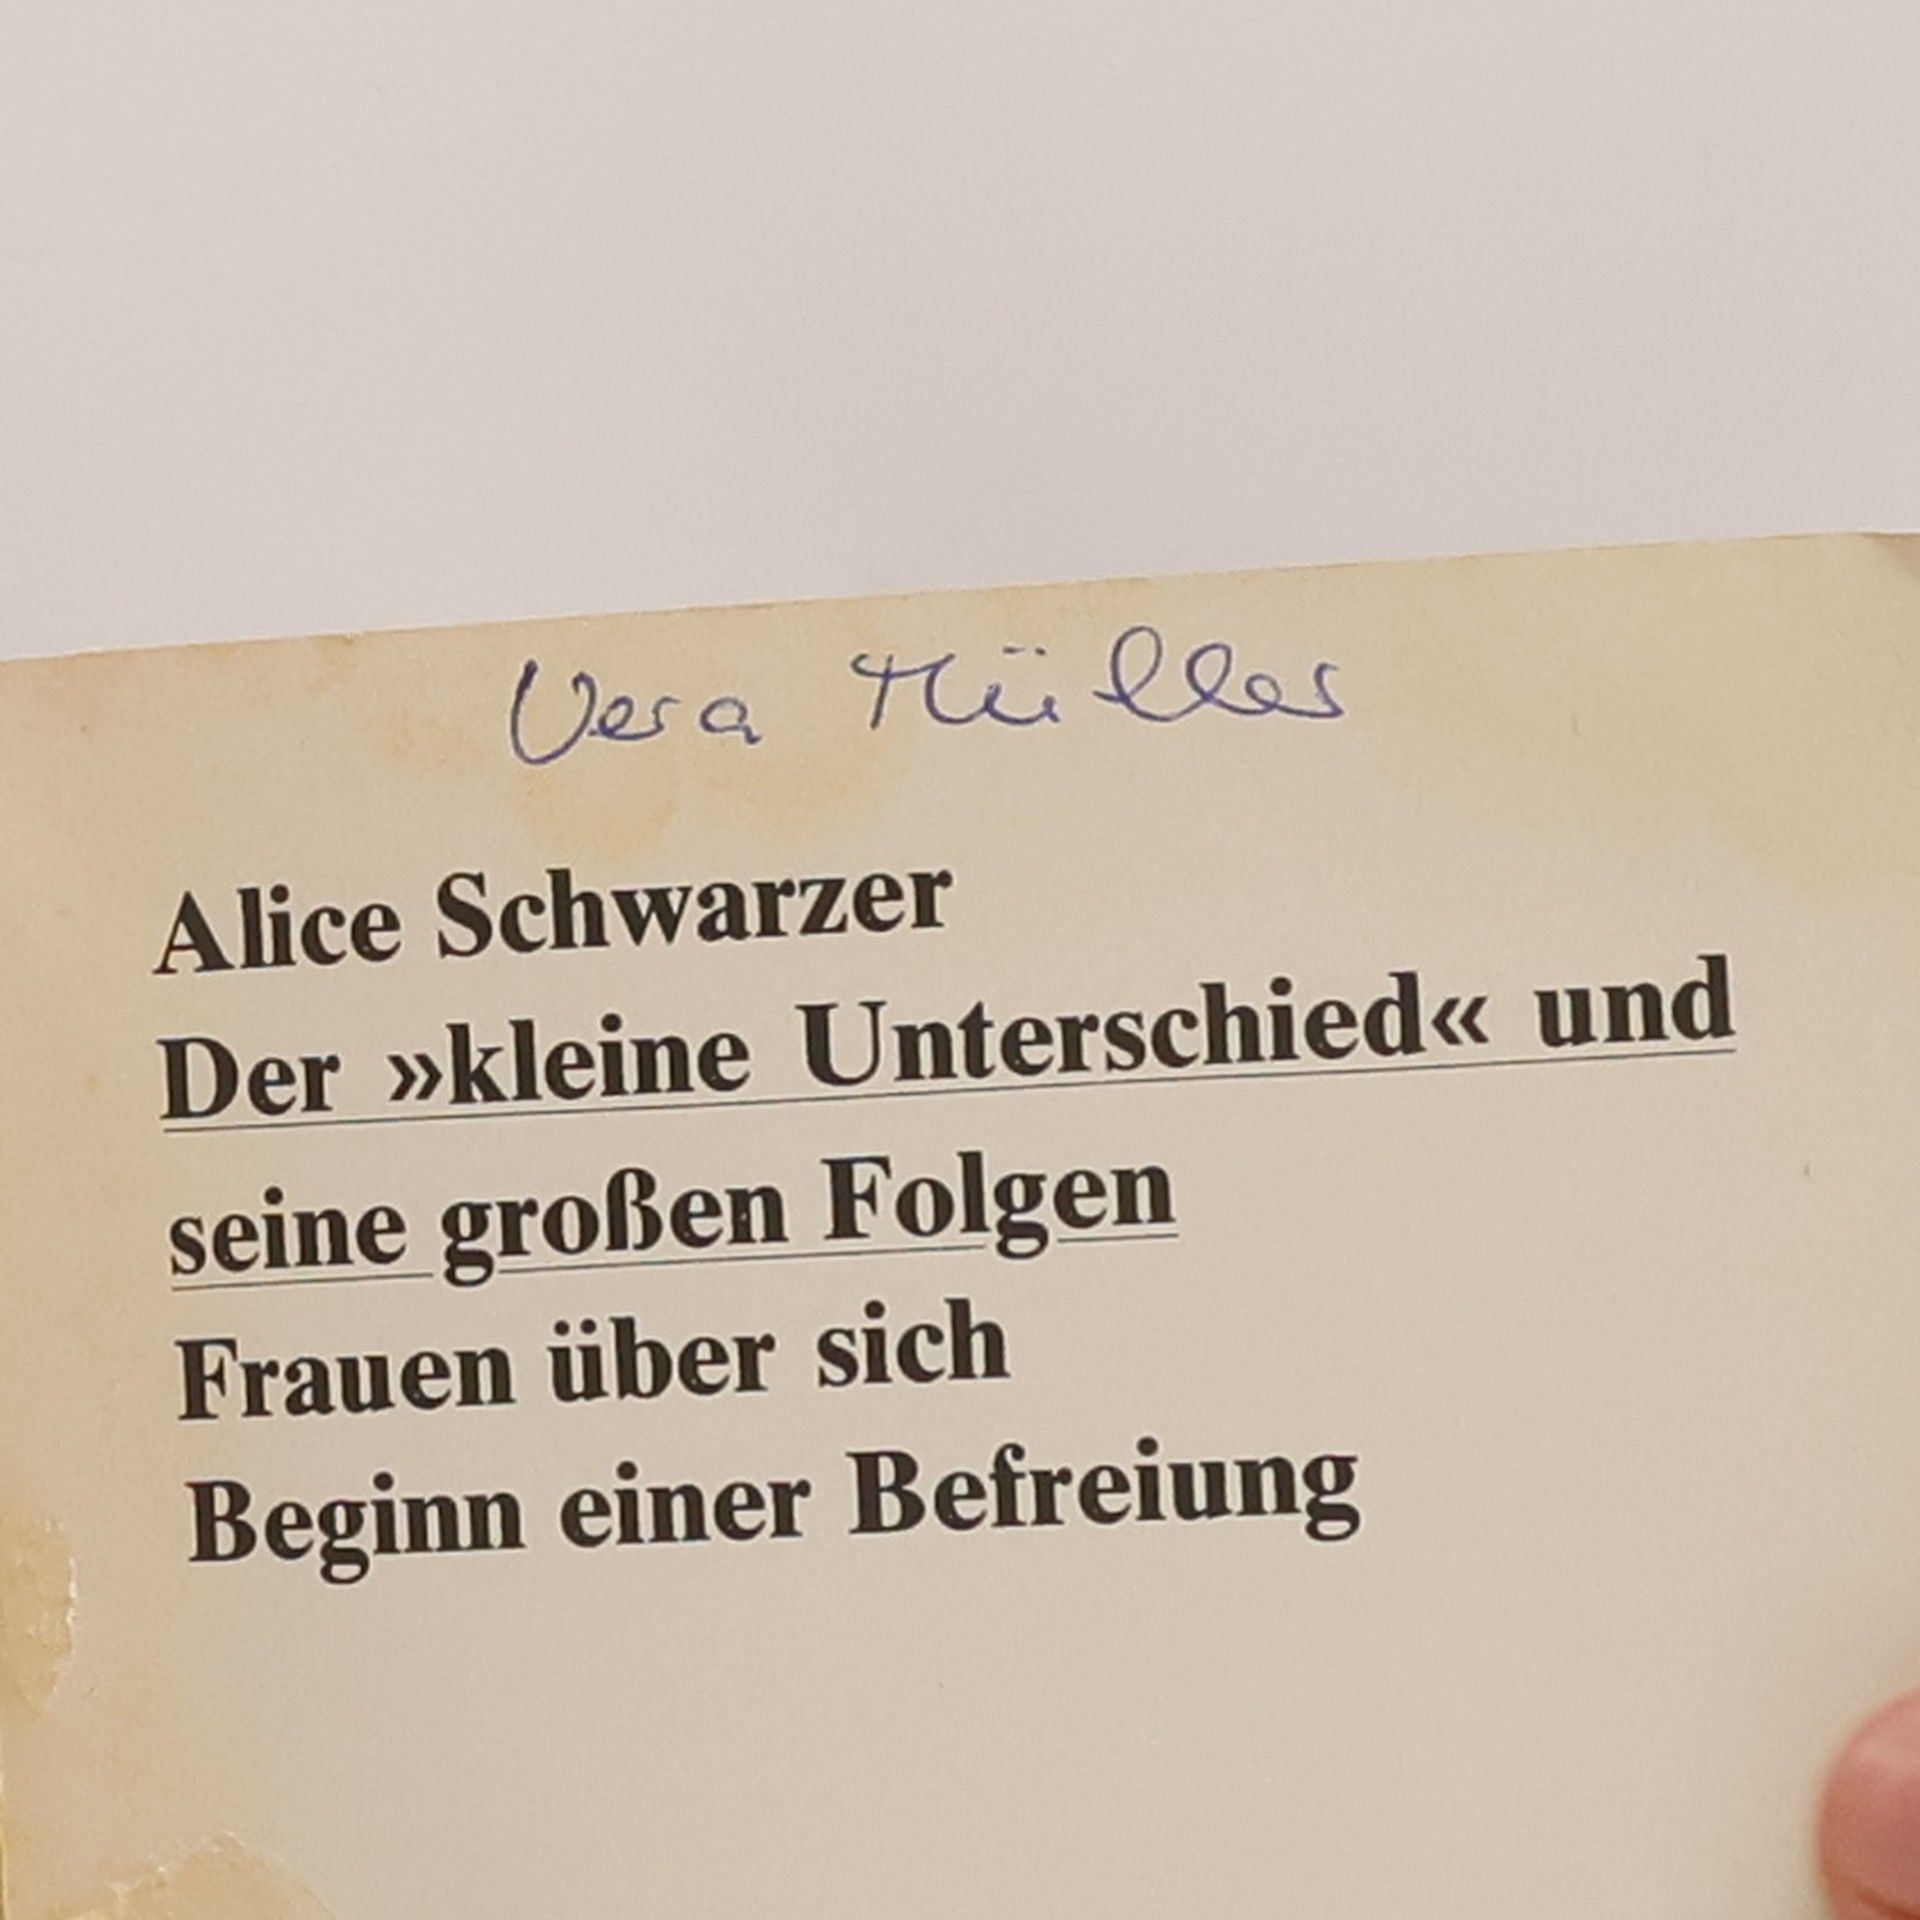 Vera Müller
Alice Schwarzer
Der »kleine Unterschied« und
seine großen Folgen
Frauen über sich
Beginn einer Befreiung